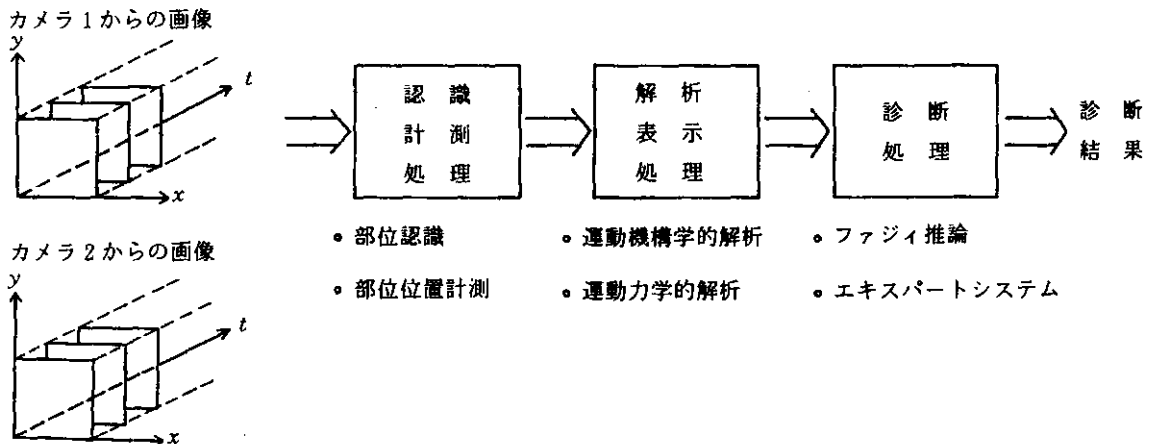 カメラ1からの画像
y
t
x
カメラ2からの画像
y
t
x
認識
計測
処理
・部位認識
・部位位置計測
解析
表示
処理
・運動機構学的解析
・運動力学的解析
診断
処理
・ファジィ推論
・エキスパートシステム
診断
結果